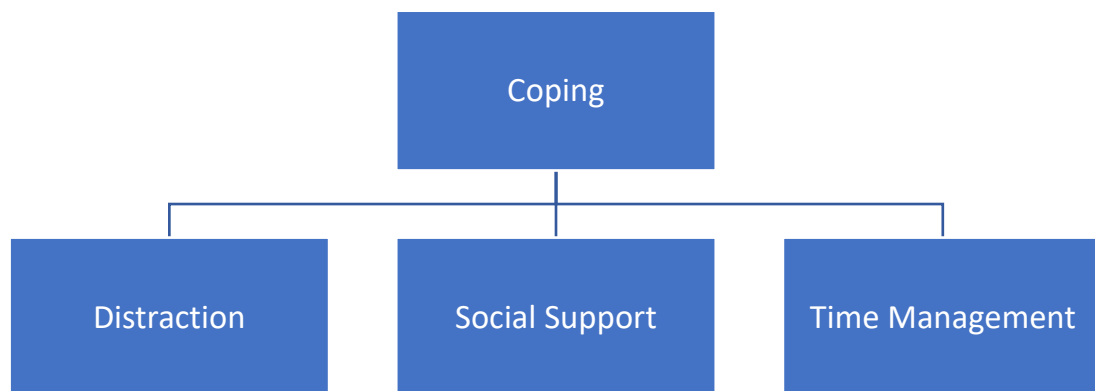 Coping
Distraction
Social Support
Time Management